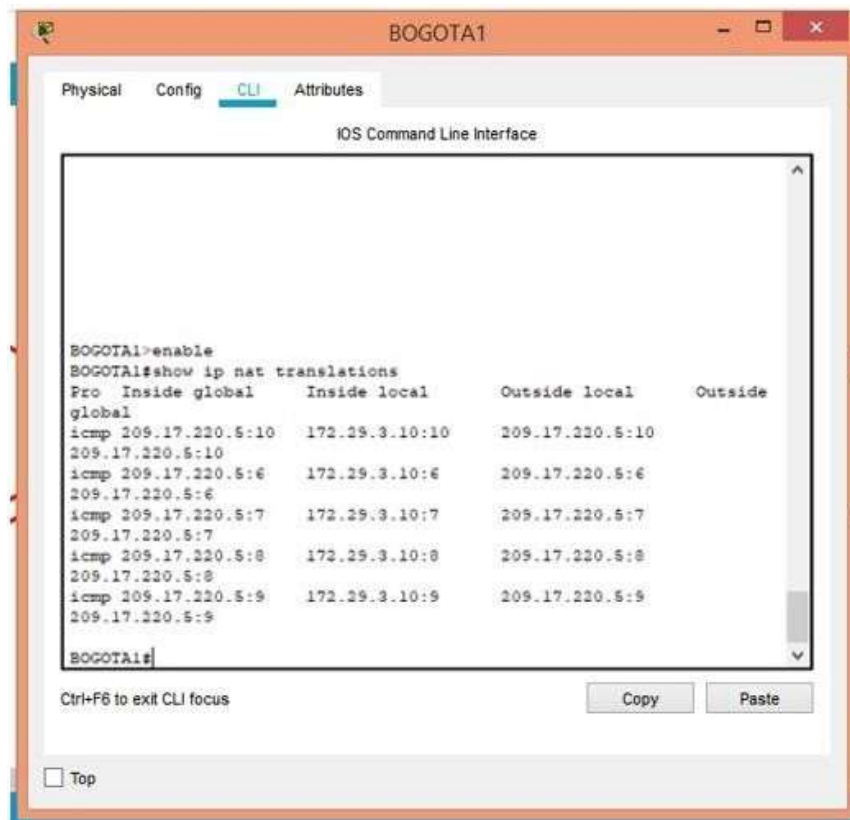 BOGOTA1
Physical Config CLI Attributes
IOS Command Line Interface
BOGOTA1>enable
BOGOTA1#show ip nat translations
Pro Inside global Inside local Outside local Outside
global
icmp 209.17.220.5:10 172.29.3.10:10 209.17.220.5:10
209.17.220.5:10
icmp 209.17.220.5:6 172.29.3.10:6 209.17.220.5:6
209.17.220.5:6
icmp 209.17.220.5:7 172.29.3.10:7 209.17.220.5:7
209.17.220.5:7
icmp 209.17.220.5:8 172.29.3.10:8 209.17.220.5:8
209.17.220.5:8
icmp 209.17.220.5:9 172.29.3.10:9 209.17.220.5:9
209.17.220.5:9
BOGOTA1#
Ctrl+F6 to exit CLI focus Copy Paste
Top